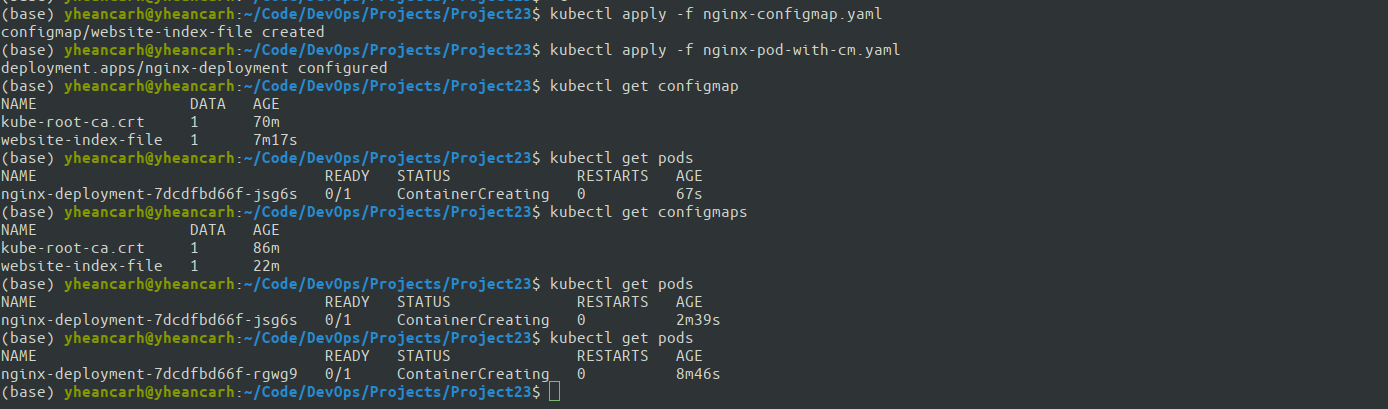 (base) yheancarh@yheancarh:~/Code/DevOps/Projects/Project23$ kubectl apply -f nginx-configmap.yaml
configmap/website-index-file created
(base) yheancarh@yheancarh:~/Code/DevOps/Projects/Project23$ kubectl apply -f nginx-pod-with-cm.yaml
deployment.apps/nginx-deployment configured
(base) yheancarh@yheancarh:~/Code/DevOps/Projects/Project23$ kubectl get configmap
NAME DATA AGE
kube-root-ca.crt 1 70m
website-index-file 1 7m17s
(base) yheancarh@yheancarh:~/Code/DevOps/Projects/Project23$ kubectl get pods
NAME READY STATUS RESTARTS AGE
nginx-deployment-7dcdfbd66f-jsg6s 0/1 ContainerCreating 0 67s
(base) yheancarh@yheancarh:~/Code/DevOps/Projects/Project23$ kubectl get configmaps
NAME DATA AGE
kube-root-ca.crt 1 86m
website-index-file 1 22m
(base) yheancarh@yheancarh:~/Code/DevOps/Projects/Project23$ kubectl get pods
NAME READY STATUS RESTARTS AGE
nginx-deployment-7dcdfbd66f-jsg6s 0/1 ContainerCreating 0 2m39s
(base) yheancarh@yheancarh:~/Code/DevOps/Projects/Project23$ kubectl get pods
NAME READY STATUS RESTARTS AGE
nginx-deployment-7dcdfbd66f-rgwg9 0/1 ContainerCreating 0 8m46s
(base) yheancarh@yheancarh:~/Code/DevOps/Projects/Project23$